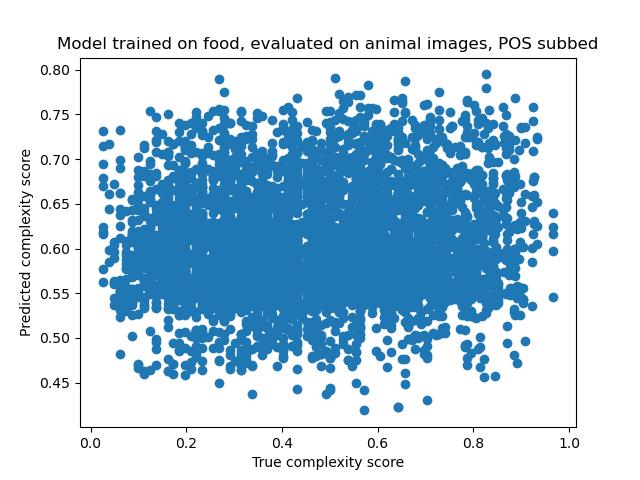 Model trained on food, evaluated on animal images, POS subbed
0.80
0.75
0.70
0.65
0.60
0.55
0.50
0.45
Predicted complexity score
0.0 0.2 0.4 0.6 0.8 1.0
True complexity score